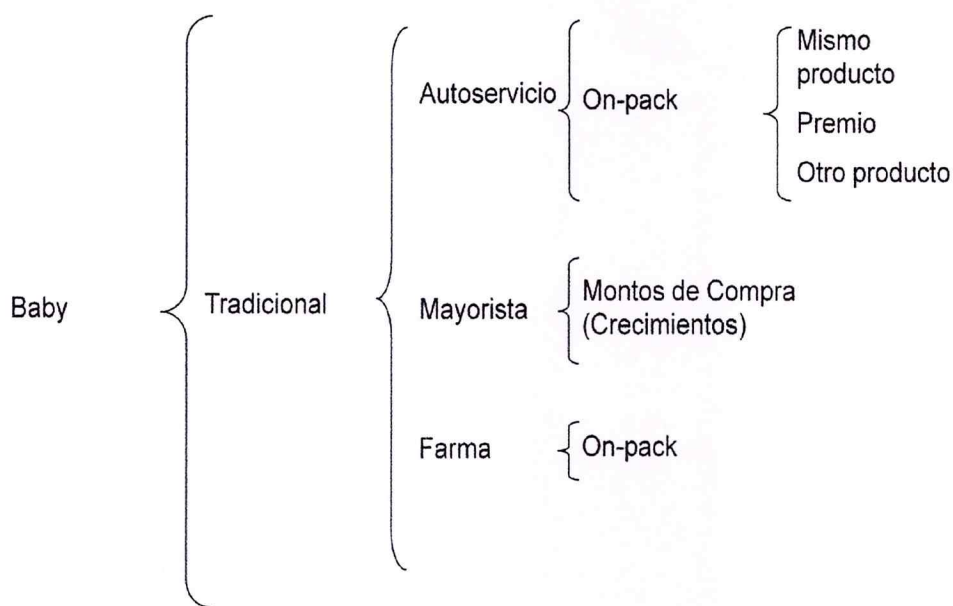 Mismo
producto
Autoservicio
On-pack
Premio
Otro producto
Baby
Tradicional
Mayorista
Montos de Compra
(Crecimientos)
Farma
On-pack